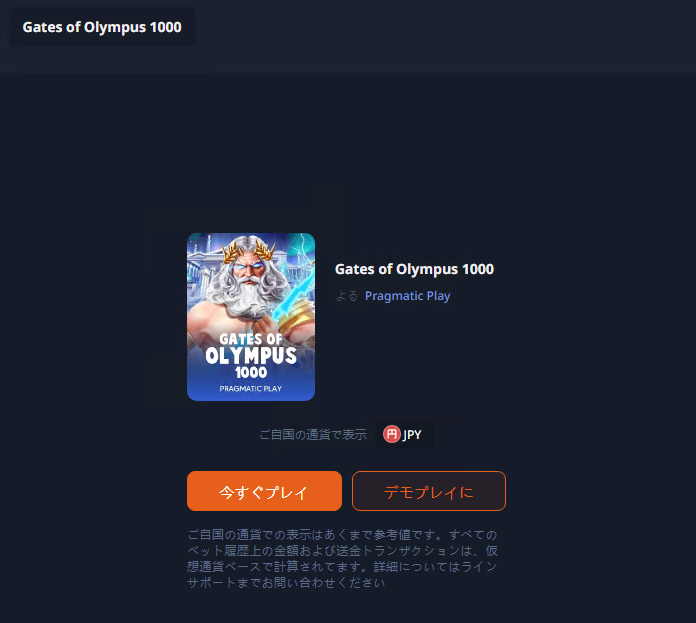 Gates of Olympus 1000
GATES OF
OLYMPUS
1000
PRAGMATIC PLAY
Gates of Olympus 1000
よる Pragmatic Play
ご自国の通貨で表示 円 JPY
今すぐプレイ デモプレイに
ご自国の通貨での表示はあくまで参考値です。すべての
ベット履歴上の金額および送金トランザクションは、仮
想通貨ベースで計算されてます。詳細についてはライン
サポートまでお問い合わせください